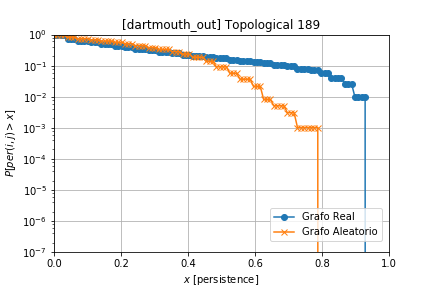 [dartmouth_out] Topological 189
P[per(i,j) > x]
10^0
10^-1
10^-2
10^-3
10^-4
10^-5
10^-6
10^-7
Grafo Real
Grafo Aleatorio
0.0 0.2 0.4 0.6 0.8 1.0
x [persistence]